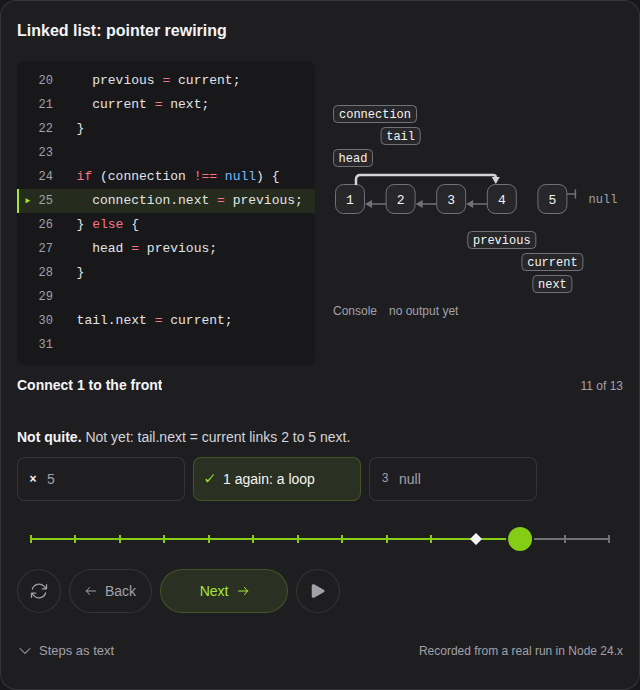 Linked list: pointer rewiring
20 previous = current;
21 current = next;
22 }
23
24 if (connection !== null) {
25 connection.next = previous;
26 } else {
27 head = previous;
28 }
29
30 tail.next = current;
31
connection
tail
head
1 2 3 4 5 null
previous
current
next
Console no output yet
Connect 1 to the front
11 of 13
Not quite. Not yet: tail.next = current links 2 to 5 next.
× 5
✓ 1 again: a loop
3 null
← Back
Next →
Steps as text
Recorded from a real run in Node 24.x